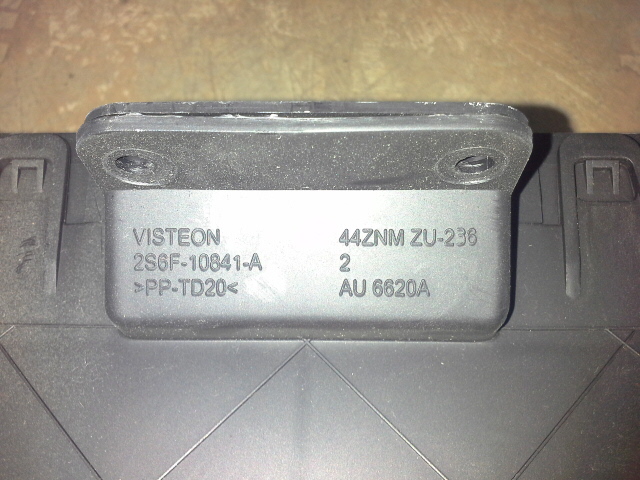 VISTEON
2S6F-10841-A
>PP-TD20<
44ZNM ZU-236
2
AU 6620A